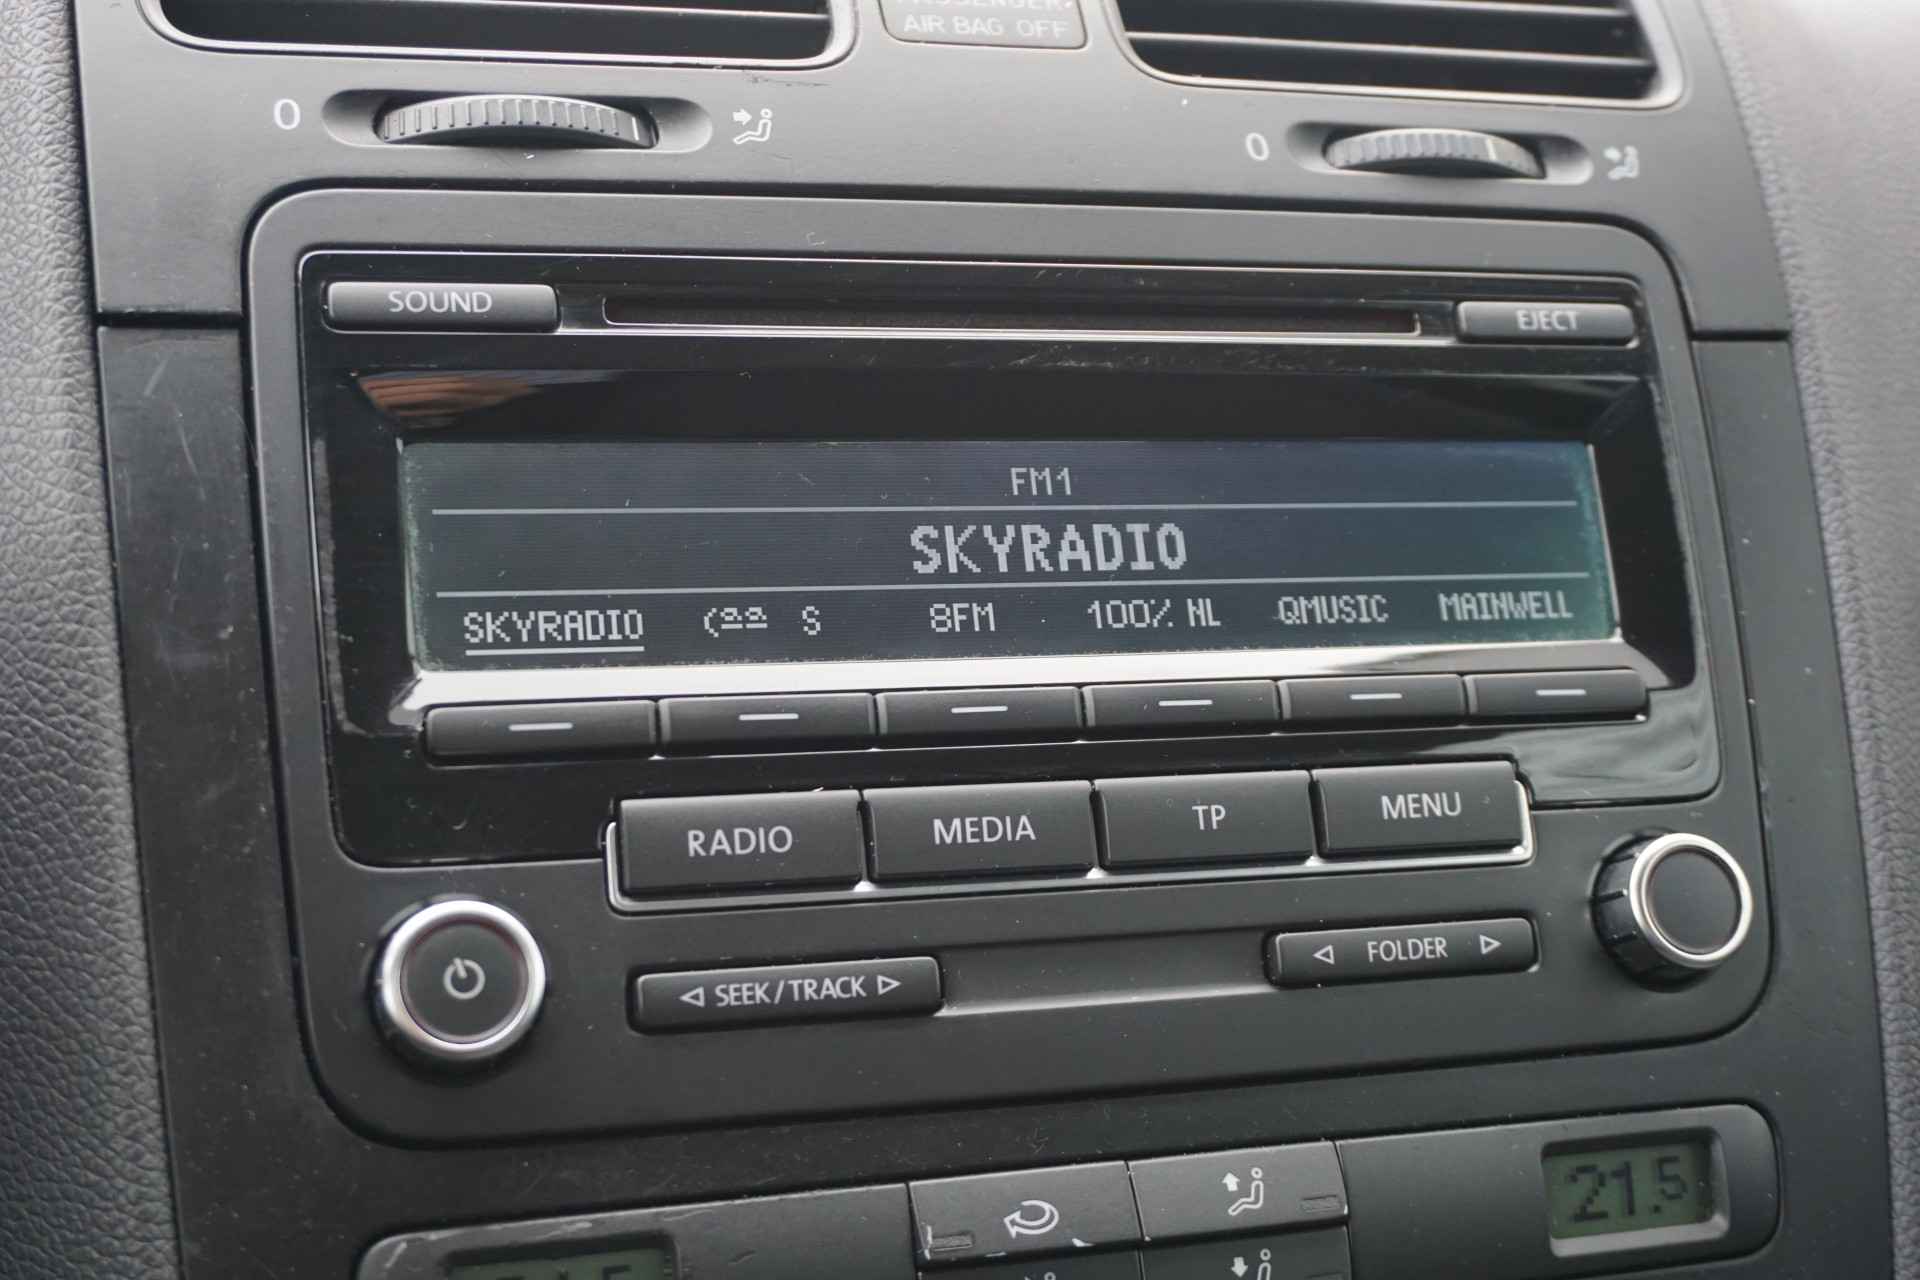 PASSENGER
AIR BAG OFF
0
0
SOUND
EJECT
FM1
SKYRADIO
SKYRADIO S 8FM 100% NL QMUSIC MAINWELL
RADIO MEDIA TP MENU
SEEK/TRACK
FOLDER
21.5